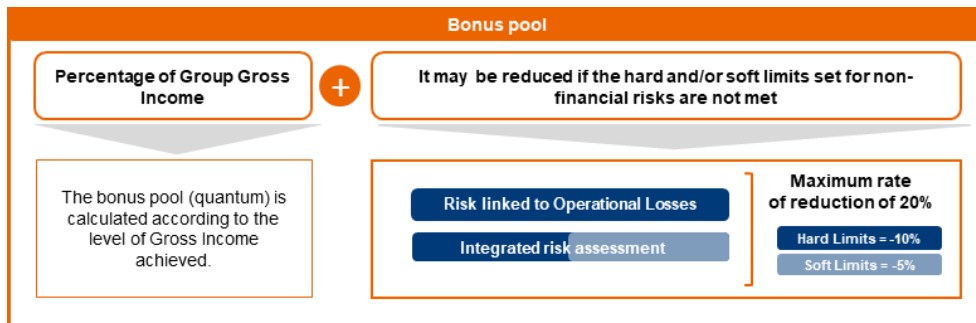 Bonus pool
Percentage of Group Gross
Income
+
It may be reduced if the hard and/or soft limits set for non-
financial risks are not met
The bonus pool (quantum) is
calculated according to the
level of Gross Income
achieved.
Risk linked to Operational Losses
Integrated risk assessment
Maximum rate
of reduction of 20%
Hard Limits = -10%
Soft Limits = -5%